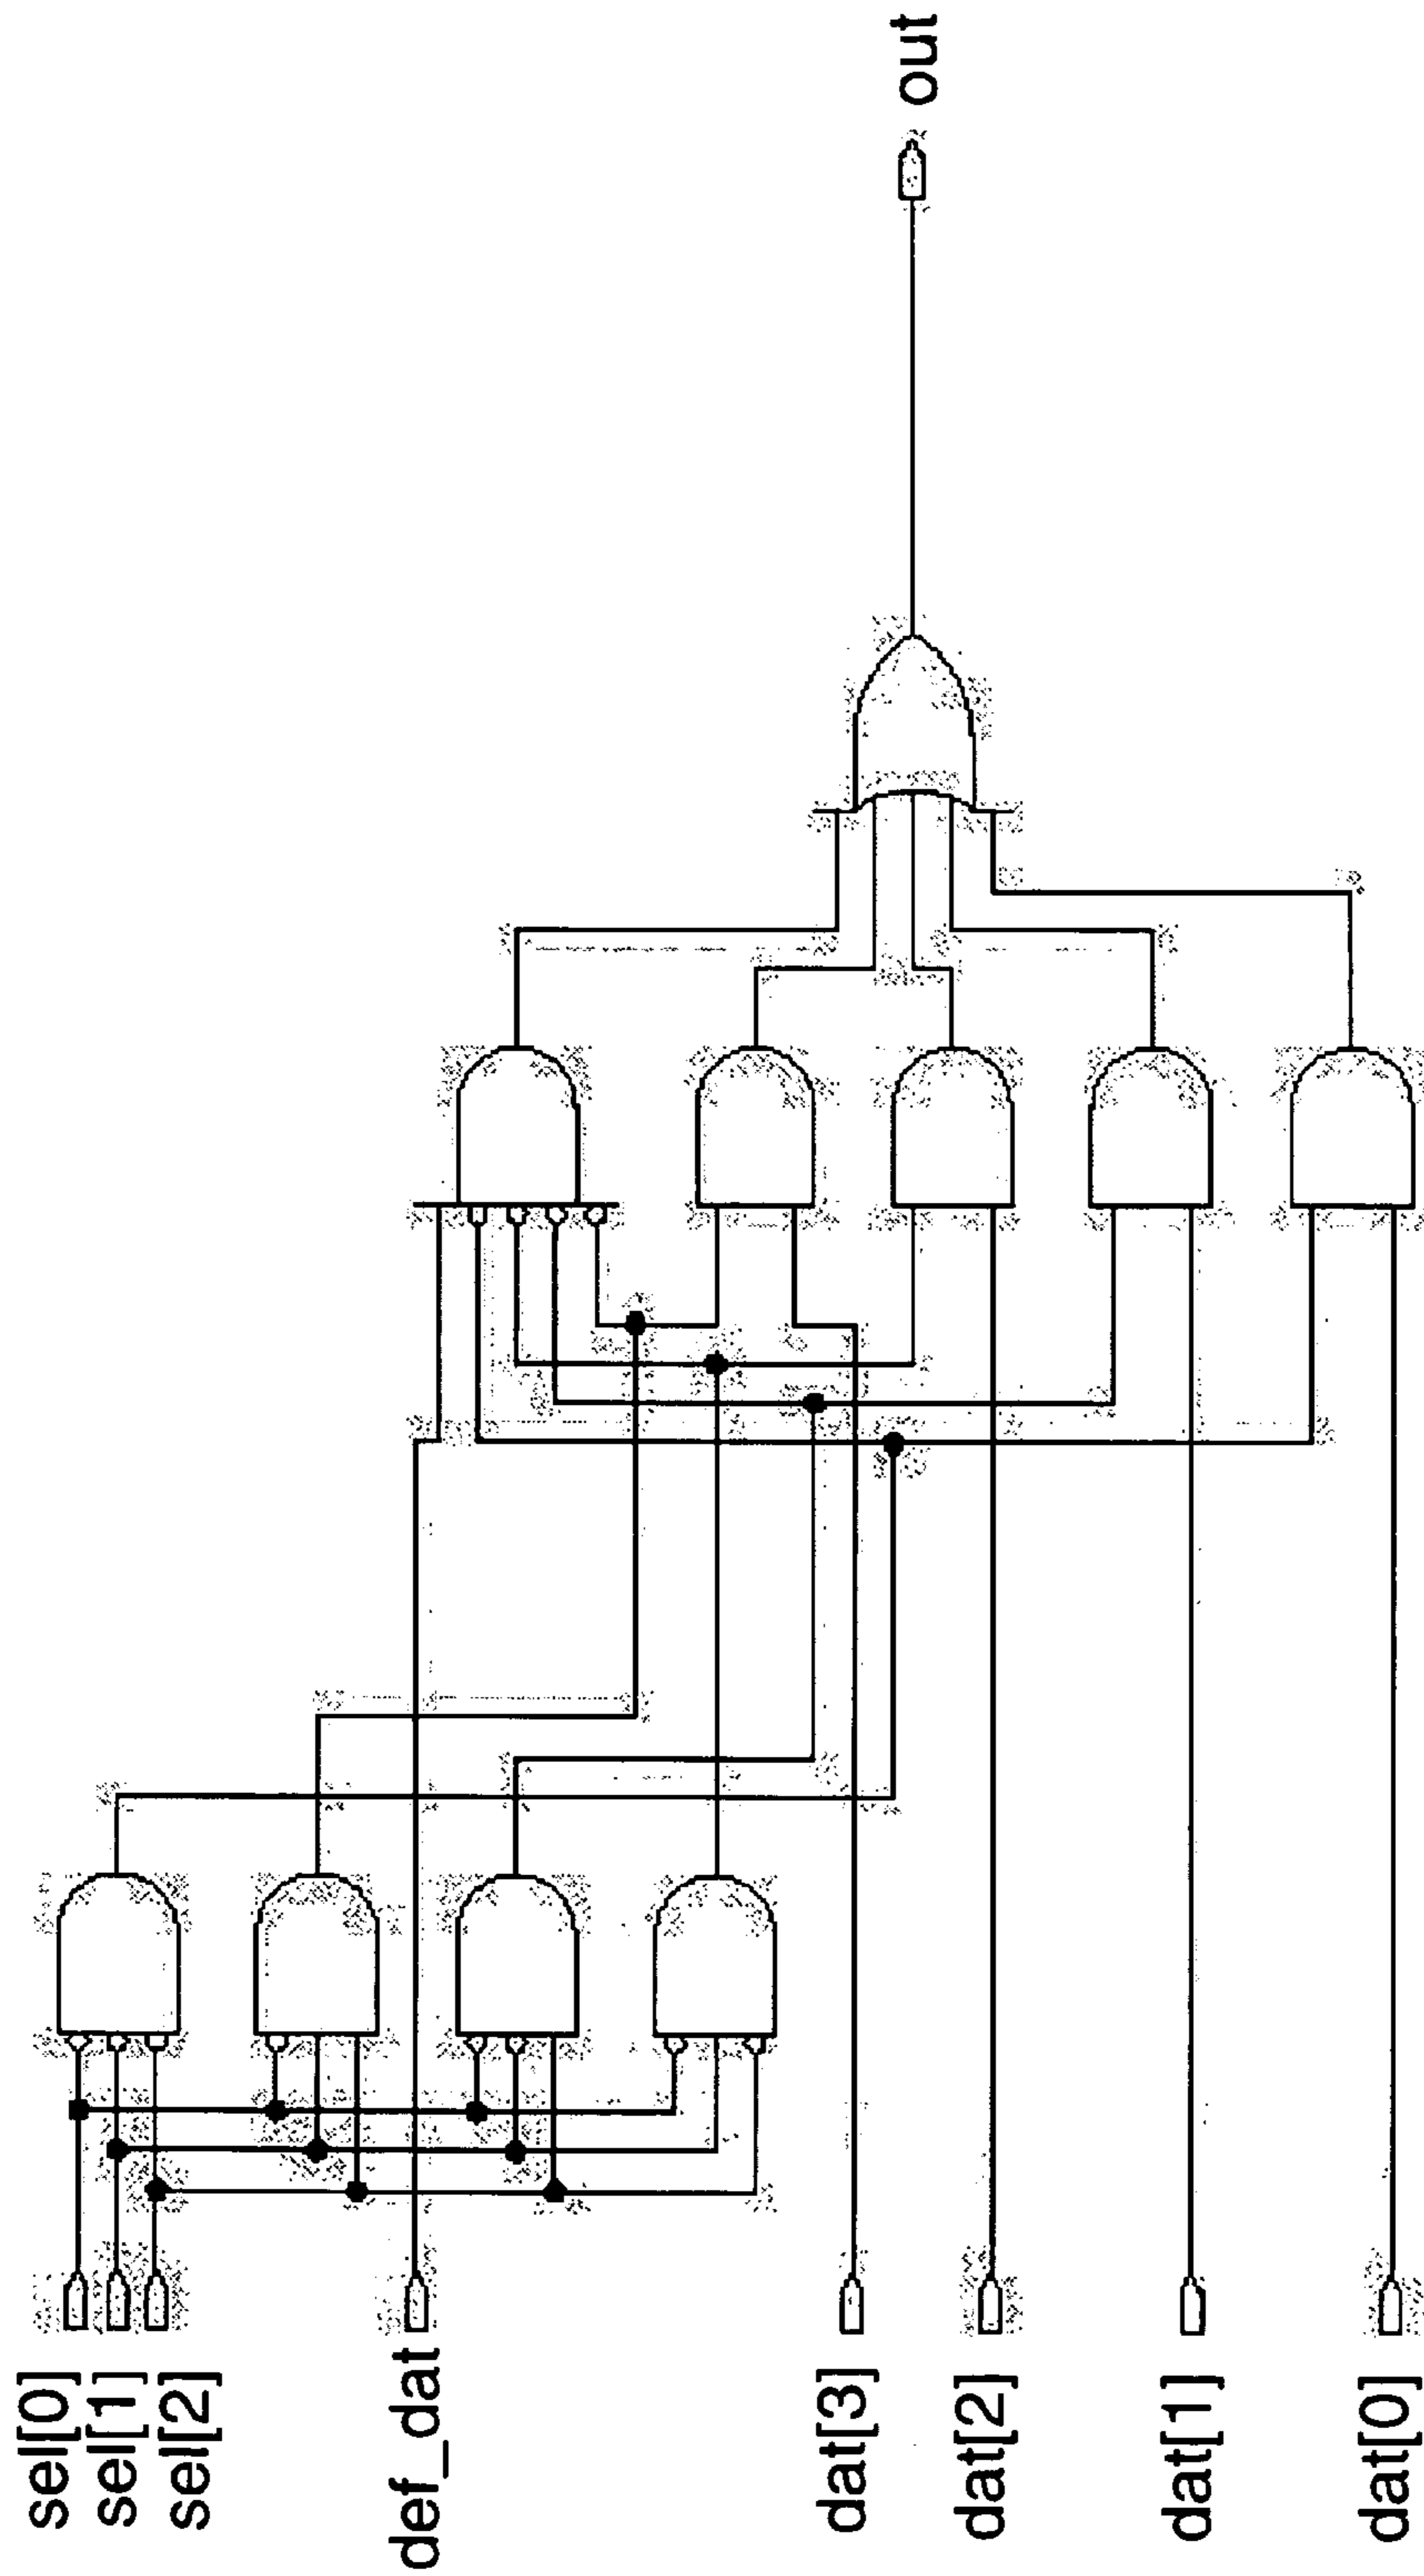 sel[0]
sel[1]
sel[2]
def_dat
dat[3]
dat[2]
dat[1]
dat[0]
out